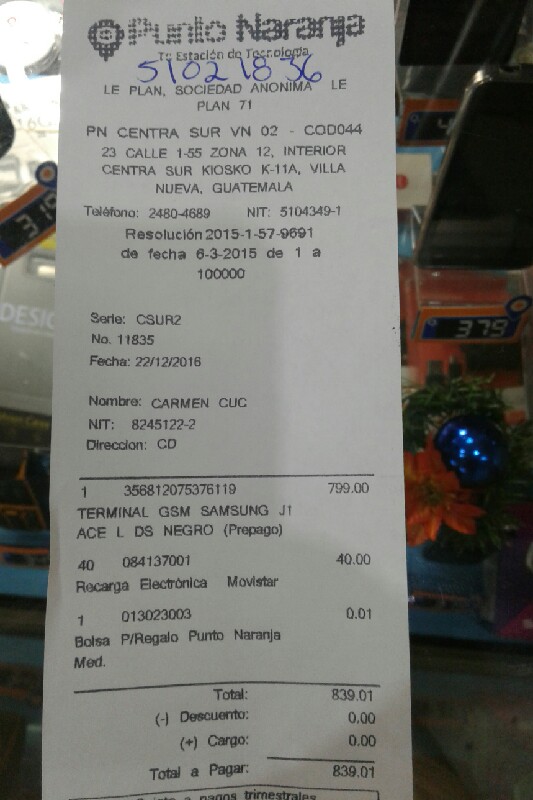 Punto Naranja
Tu Estación de Tecnología
51021836
LE PLAN, SOCIEDAD ANONIMA LE
PLAN 71
PN CENTRA SUR VN 02 - COD044
23 CALLE 1-55 ZONA 12, INTERIOR
CENTRA SUR KIOSKO K-11A, VILLA
NUEVA, GUATEMALA
Teléfono: 2480-4689 NIT: 5104349-1
Resolución 2015-1-57-9691
de fecha 6-3-2015 de 1 a
100000
Serie: CSUR2
No. 11835
Fecha: 22/12/2016
Nombre: CARMEN CUC
NIT: 8245122-2
Direccion: CD
1 356812075376119 799.00
TERMINAL GSM SAMSUNG J1
ACE L DS NEGRO (Prepago)
40 084137001 40.00
Recarga Electrónica Movistar
1 013023003 0.01
Bolsa P/Regalo Punto Naranja
Med.
Total: 839.01
(-) Descuento: 0.00
(+) Cargo: 0.00
Total a Pagar: 839.01
a pagos trimestrales
379
319
DESIG